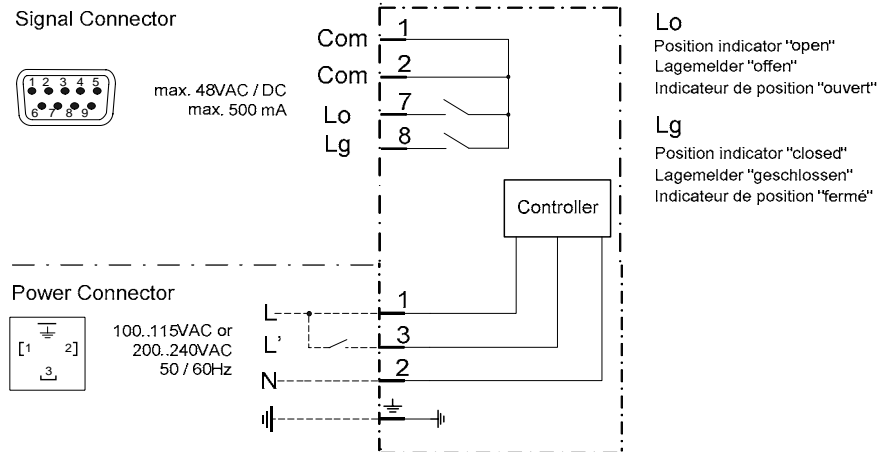 Signal Connector
1 2 3 4 5
6 7 8 9
max. 48VAC / DC
max. 500 mA
Com 1
Com 2
Lo 7
Lg 8
Lo
Position indicator "open"
Lagemelder "offen"
Indicateur de position "ouvert"
Lg
Position indicator "closed"
Lagemelder "geschlossen"
Indicateur de position "fermé"
Controller
Power Connector
1 2
3
100..115VAC or
200..240VAC
50 / 60Hz
L 1
L' 3
N 2